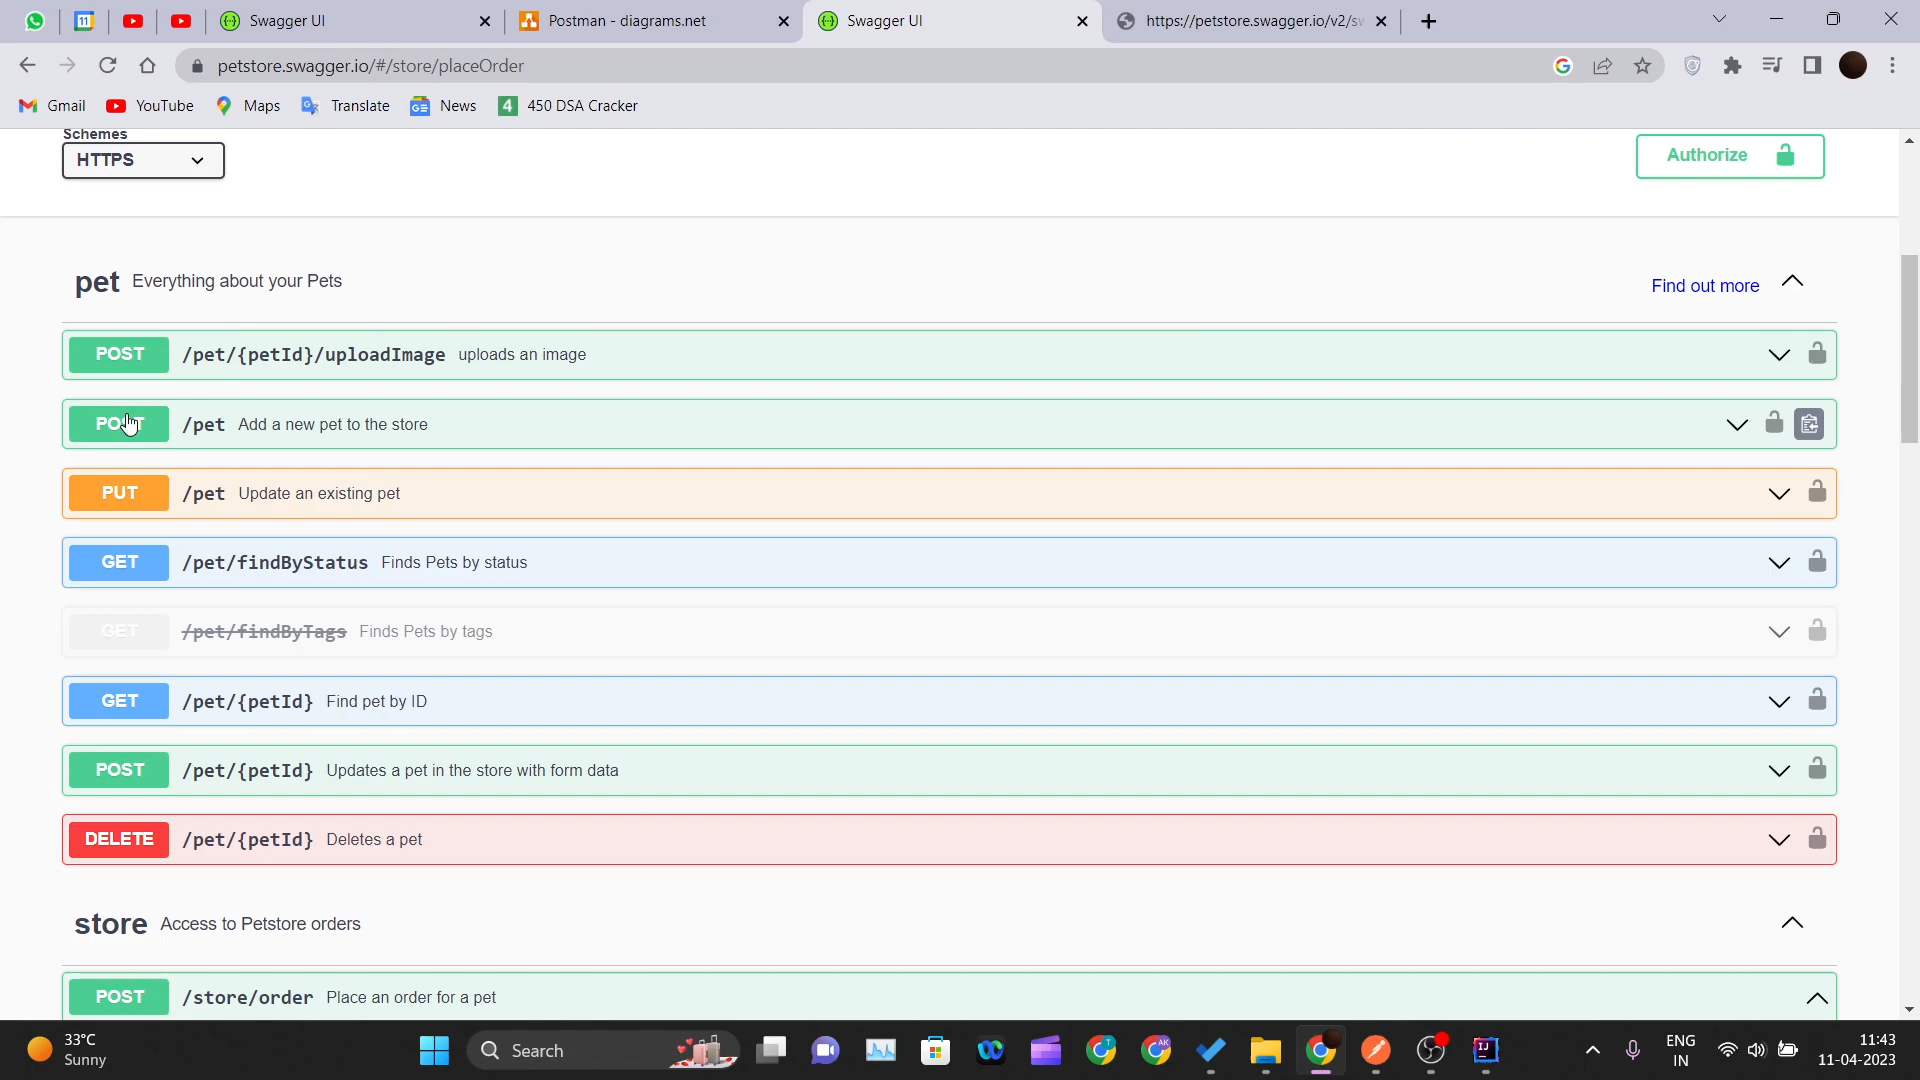 Swagger UI
Postman - diagrams.net
Swagger UI
https://petstore.swagger.io/v2/sw
petstore.swagger.io/#/store/placeOrder
Gmail
YouTube
Maps
Translate
News
4
450 DSA Cracker
Schemes
HTTPS
Authorize
pet Everything about your Pets
Find out more
POST /pet/{petId}/uploadImage uploads an image
POST /pet Add a new pet to the store
PUT /pet Update an existing pet
GET /pet/findByStatus Finds Pets by status
GET /pet/findByTags Finds Pets by tags
GET /pet/{petId} Find pet by ID
POST /pet/{petId} Updates a pet in the store with form data
DELETE /pet/{petId} Deletes a pet
store Access to Petstore orders
POST /store/order Place an order for a pet
33°C
Sunny
Search
ENG
IN
11:43
11-04-2023